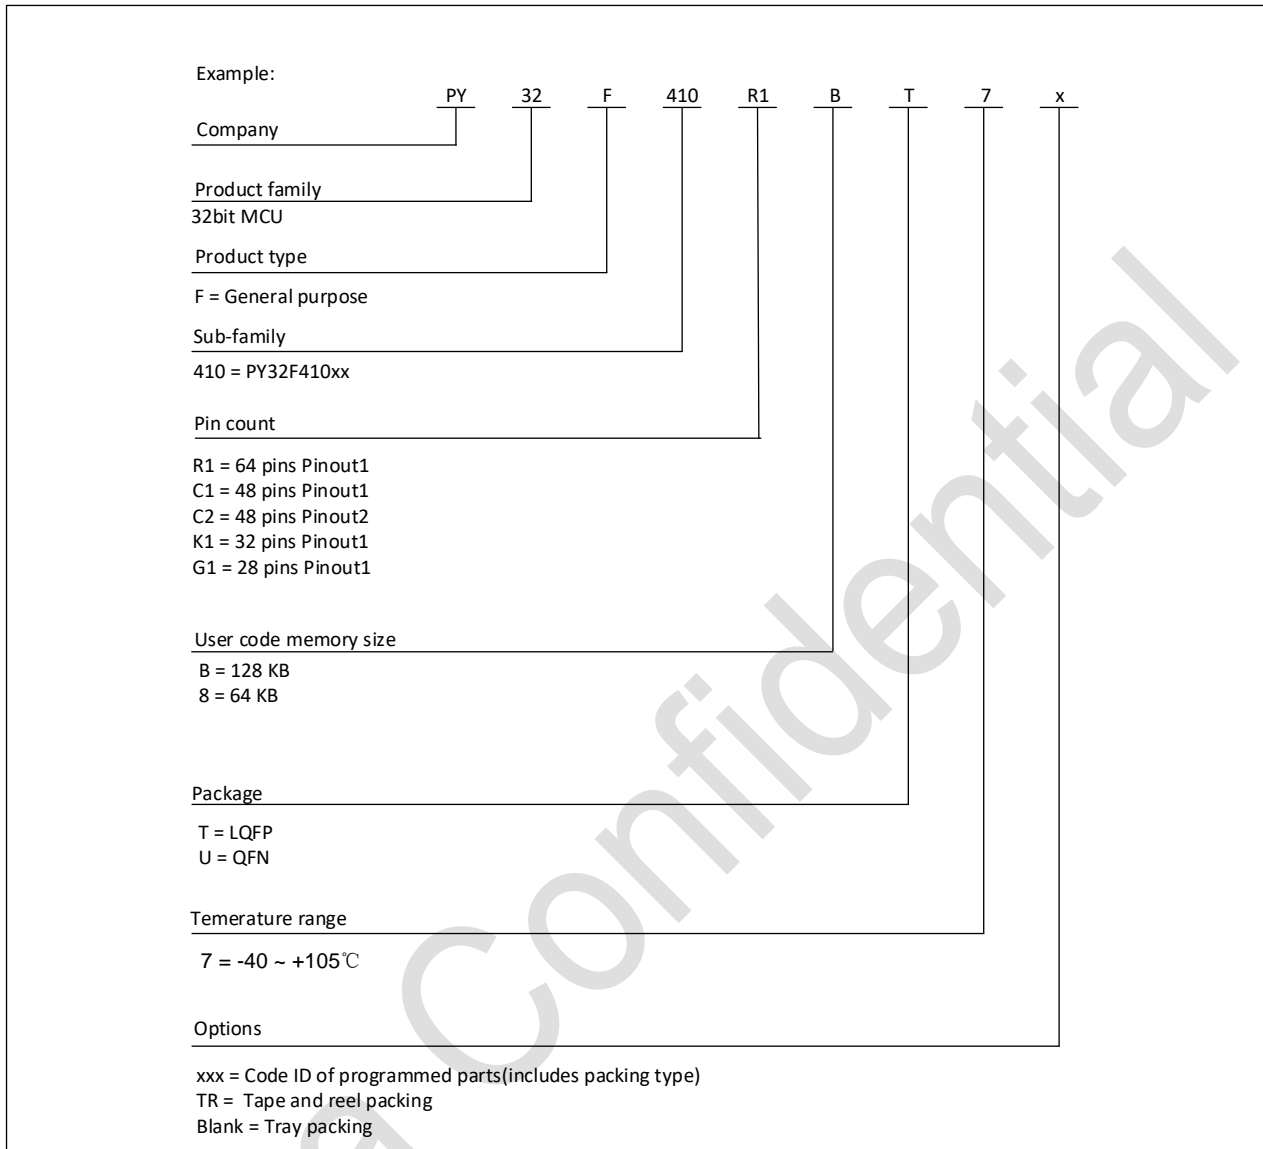 Example:
PY 32 F 410 R1 B T 7 x
Company
Product family
32bit MCU
Product type
F = General purpose
Sub-family
410 = PY32F410xx
Pin count
R1 = 64 pins Pinout1
C1 = 48 pins Pinout1
C2 = 48 pins Pinout2
K1 = 32 pins Pinout1
G1 = 28 pins Pinout1
User code memory size
B = 128 KB
8 = 64 KB
Package
T = LQFP
U = QFN
Temerature range
7 = -40 ~ +105℃
Options
xxx = Code ID of programmed parts(includes packing type)
TR = Tape and reel packing
Blank = Tray packing
Confidential